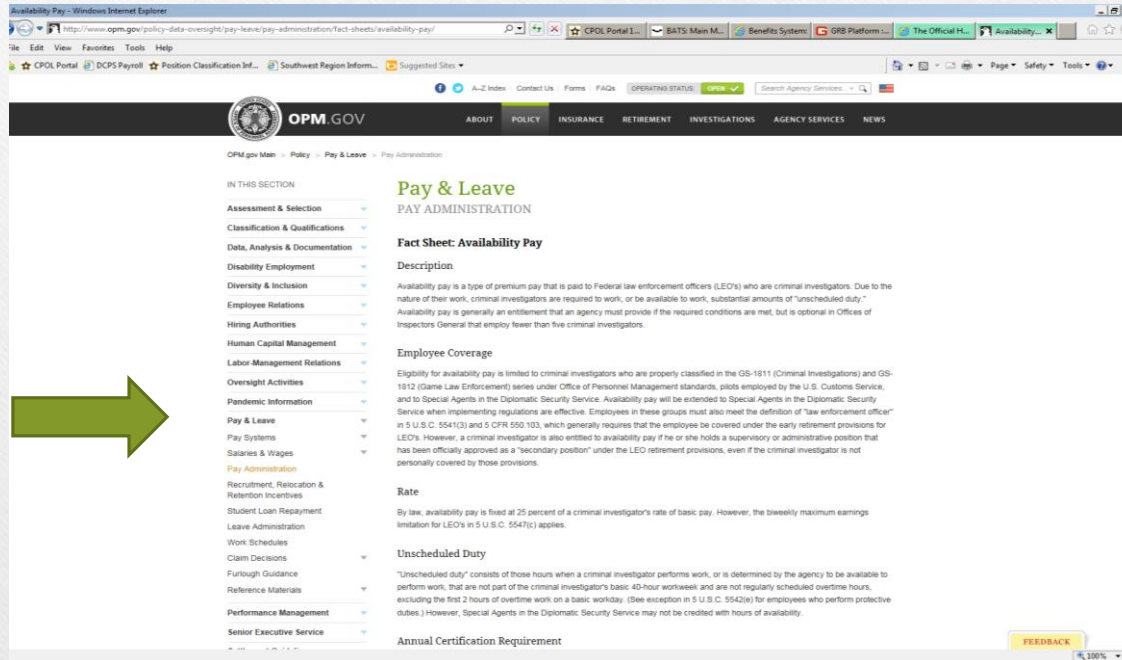 Availability Pay - Windows Internet Explorer
http://www.opm.gov/policy-data-oversight/pay-leave/pay-administration/fact-sheets/availability-pay/
CPOL Portal 1... BATS: Main M... Benefits System: GRB Platform :... The Official H... Availability... X
File Edit View Favorites Tools Help
CPOL Portal DCPS Payroll Position Classification Inf... Southwest Region Inform... Suggested Sites
Page Safety Tools
A-Z Index Contact Us Forms FAQs OPERATING STATUS OPEN Search Agency Services
OPM.GOV
ABOUT POLICY INSURANCE RETIREMENT INVESTIGATIONS AGENCY SERVICES NEWS
OPM.gov Main > Policy > Pay & Leave > Pay Administration
IN THIS SECTION
Assessment & Selection
Classification & Qualifications
Data, Analysis & Documentation
Disability Employment
Diversity & Inclusion
Employee Relations
Hiring Authorities
Human Capital Management
Labor-Management Relations
Oversight Activities
Pandemic Information
Pay & Leave
Pay Systems
Salaries & Wages
Pay Administration
Recruitment, Relocation &
Retention Incentives
Student Loan Repayment
Leave Administration
Work Schedules
Claim Decisions
Furlough Guidance
Reference Materials
Performance Management
Senior Executive Service
Pay & Leave
PAY ADMINISTRATION
Fact Sheet: Availability Pay
Description
Availability pay is a type of premium pay that is paid to Federal law enforcement officers (LEO's) who are criminal investigators. Due to the
nature of their work, criminal investigators are required to work, or be available to work, substantial amounts of "unscheduled duty."
Availability pay is generally an entitlement that an agency must provide if the required conditions are met, but is optional in Offices of
Inspectors General that employ fewer than five criminal investigators.
Employee Coverage
Eligibility for availability pay is limited to criminal investigators who are properly classified in the GS-1811 (Criminal Investigations) and GS-
1812 (Game Law Enforcement) series under Office of Personnel Management standards, pilots employed by the U.S. Customs Service,
and to Special Agents in the Diplomatic Security Service. Availability pay will be extended to Special Agents in the Diplomatic Security
Service when implementing regulations are effective. Employees in these groups must also meet the definition of "law enforcement officer"
in 5 U.S.C. 5541(3) and 5 CFR 550.103, which generally requires that the employee be covered under the early retirement provisions for
LEO's. However, a criminal investigator is also entitled to availability pay if he or she holds a supervisory or administrative position that
has been officially approved as a "secondary position" under the LEO retirement provisions, even if the criminal investigator is not
personally covered by those provisions.
Rate
By law, availability pay is fixed at 25 percent of a criminal investigator's rate of basic pay. However, the biweekly maximum earnings
limitation for LEO's in 5 U.S.C. 5547(c) applies.
Unscheduled Duty
"Unscheduled duty" consists of those hours when a criminal investigator performs work, or is determined by the agency to be available to
perform work, that are not part of the criminal investigator's basic 40-hour workweek and are not regularly scheduled overtime hours,
excluding the first 2 hours of overtime work on a basic workday. (See exception in 5 U.S.C. 5542(e) for employees who perform protective
duties.) However, Special Agents in the Diplomatic Security Service may not be credited with hours of availability.
Annual Certification Requirement
FEEDBACK
100%